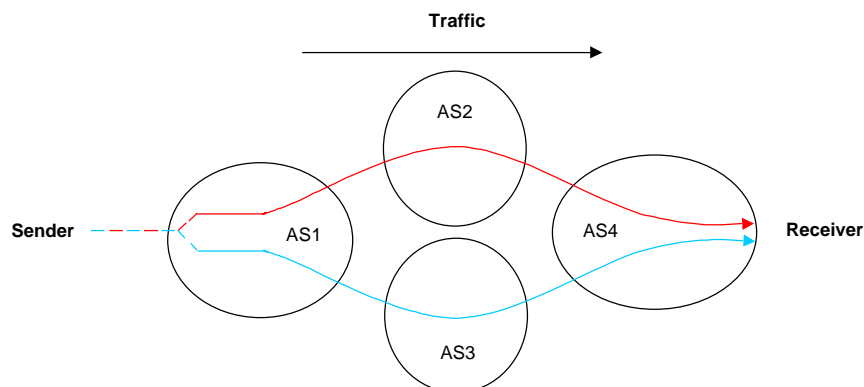 Traffic
AS2
Sender
AS1
AS4
Receiver
AS3